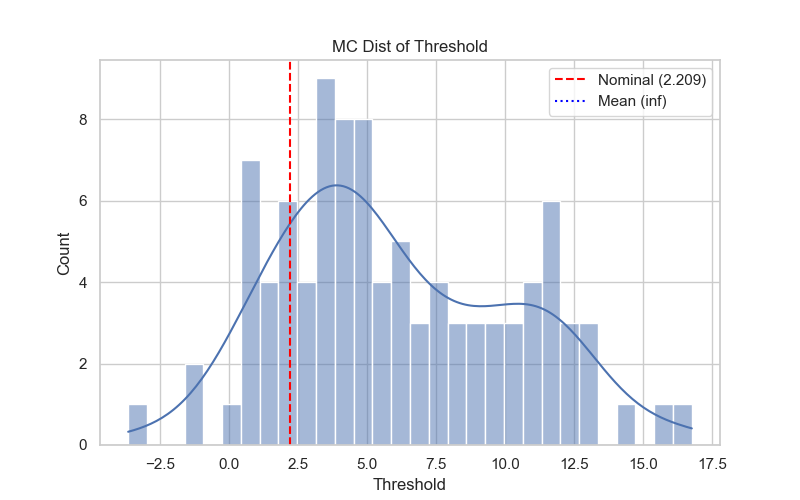 MC Dist of Threshold
Nominal (2.209)
Mean (inf)
Count
8
6
4
2
0
−2.5 0.0 2.5 5.0 7.5 10.0 12.5 15.0 17.5
Threshold